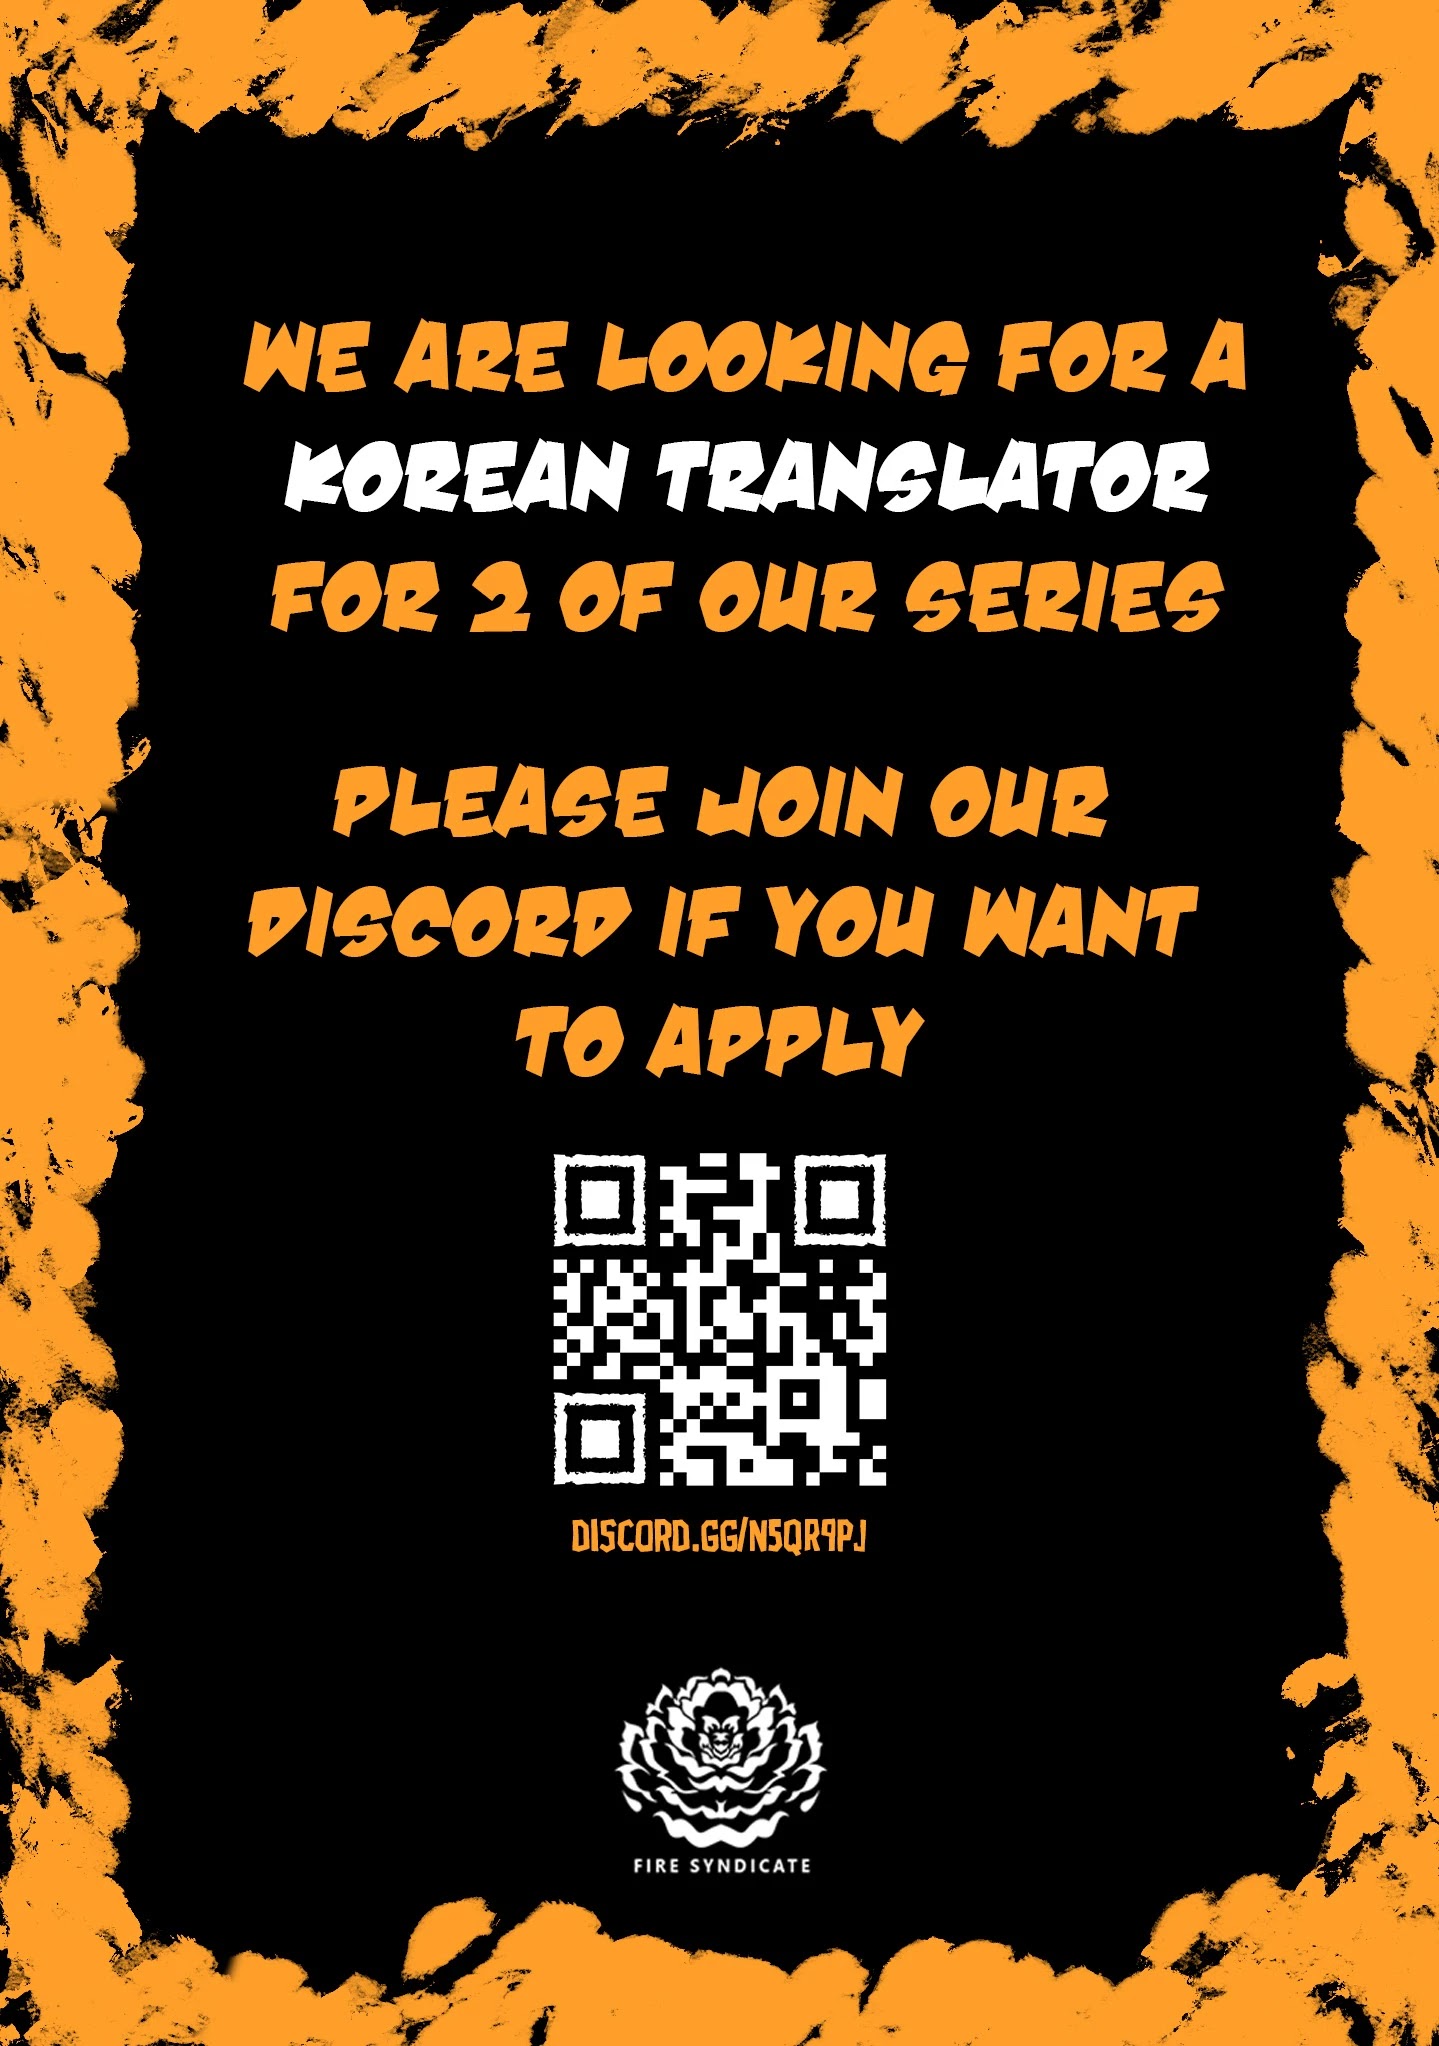 WE ARE LOOKING FOR A
KOREAN TRANSLATOR
FOR 2 OF OUR SERIES
PLEASE JOIN OUR
DISCORD IF YOU WANT
TO APPLY
DISCORD.GG/N5QR9PJ
FIRE SYNDICATE